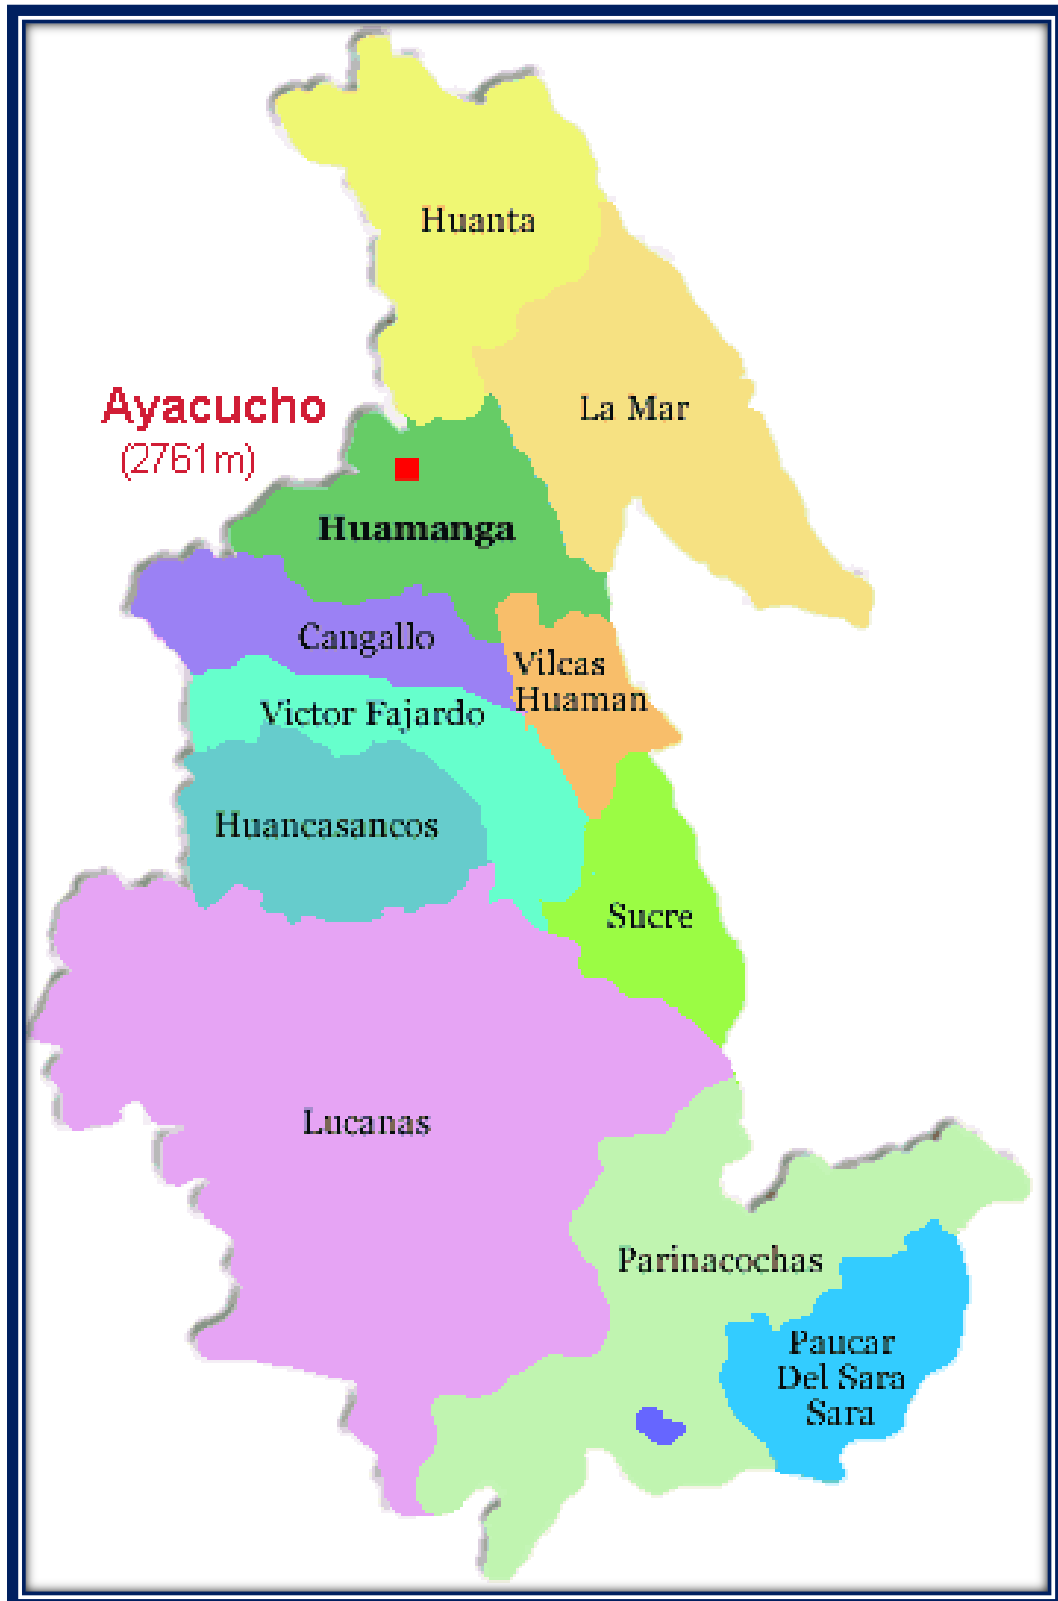 Huanta
La Mar
Ayacucho
(2761m)
Huamanga
Cangallo
Vilcas
Huaman
Victor Fajardo
Huancasancos
Sucre
Lucanas
Parinacochas
Paucar
Del Sara
Sara